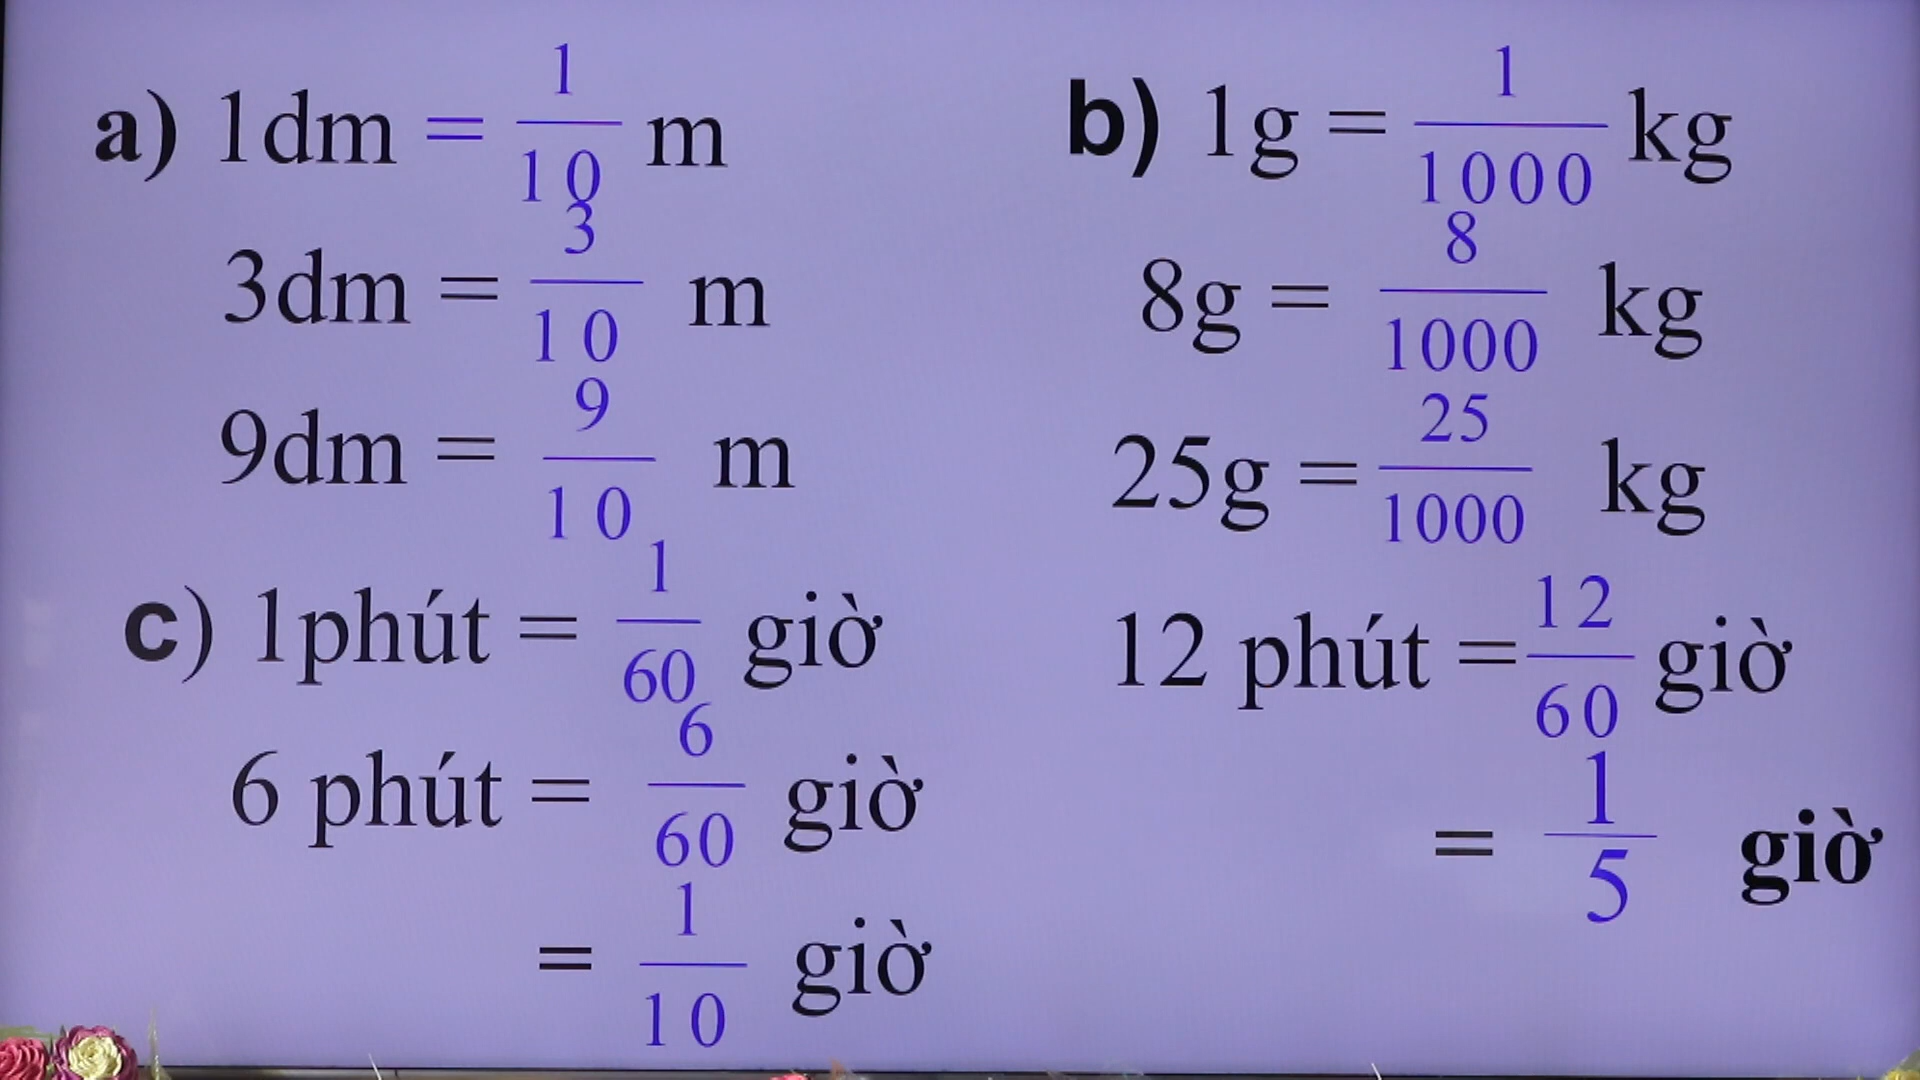 a) 1dm = 1/10 m
3dm = 3/10 m
9dm = 9/10 m
b) 1g = 1/1000 kg
8g = 8/1000 kg
25g = 25/1000 kg
c) 1phút = 1/60 giờ
6 phút = 6/60 giờ
= 1/10 giờ
12 phút = 12/60 giờ
= 1/5 giờ